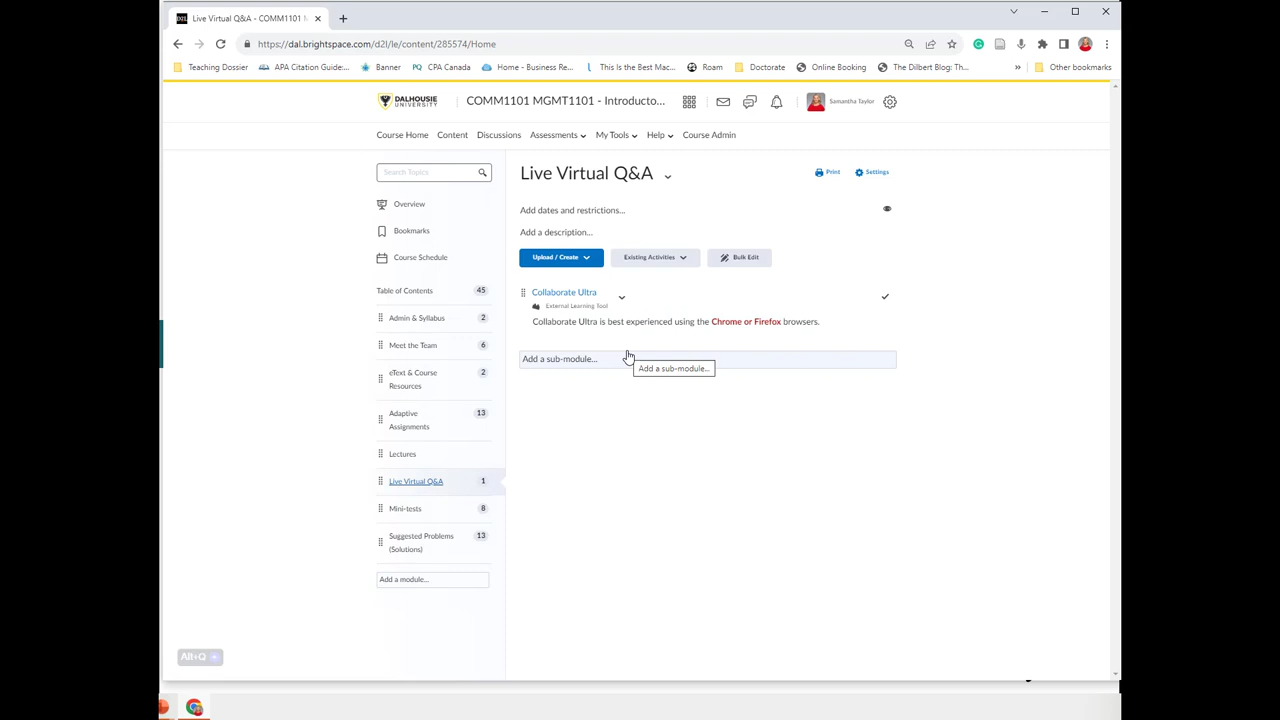 Live Virtual Q&A - COMM1101 M
https://dal.brightspace.com/d2l/le/content/285574/Home
Teaching Dossier
APA Citation Guide:...
Banner
PQ CPA Canada
Home - Business Re...
This Is the Best Mac...
Roam
Doctorate
Online Booking
The Dilbert Blog: Th...
»
Other bookmarks
DALHOUSIE
UNIVERSITY
COMM1101 MGMT1101 - Introducto...
Samantha Taylor
Course Home
Content
Discussions
Assessments
My Tools
Help
Course Admin
Search Topics
Overview
Bookmarks
Course Schedule
Table of Contents 45
Admin & Syllabus 2
Meet the Team 6
eText & Course 2
Resources
Adaptive 13
Assignments
Lectures
Live Virtual Q&A 1
Mini-tests 8
Suggested Problems 13
(Solutions)
Add a module...
Live Virtual Q&A
Print
Settings
Add dates and restrictions...
Add a description...
Upload / Create
Existing Activities
Bulk Edit
Collaborate Ultra
External Learning Tool
Collaborate Ultra is best experienced using the Chrome or Firefox browsers.
Add a sub-module...
Add a sub-module...
Alt+Q